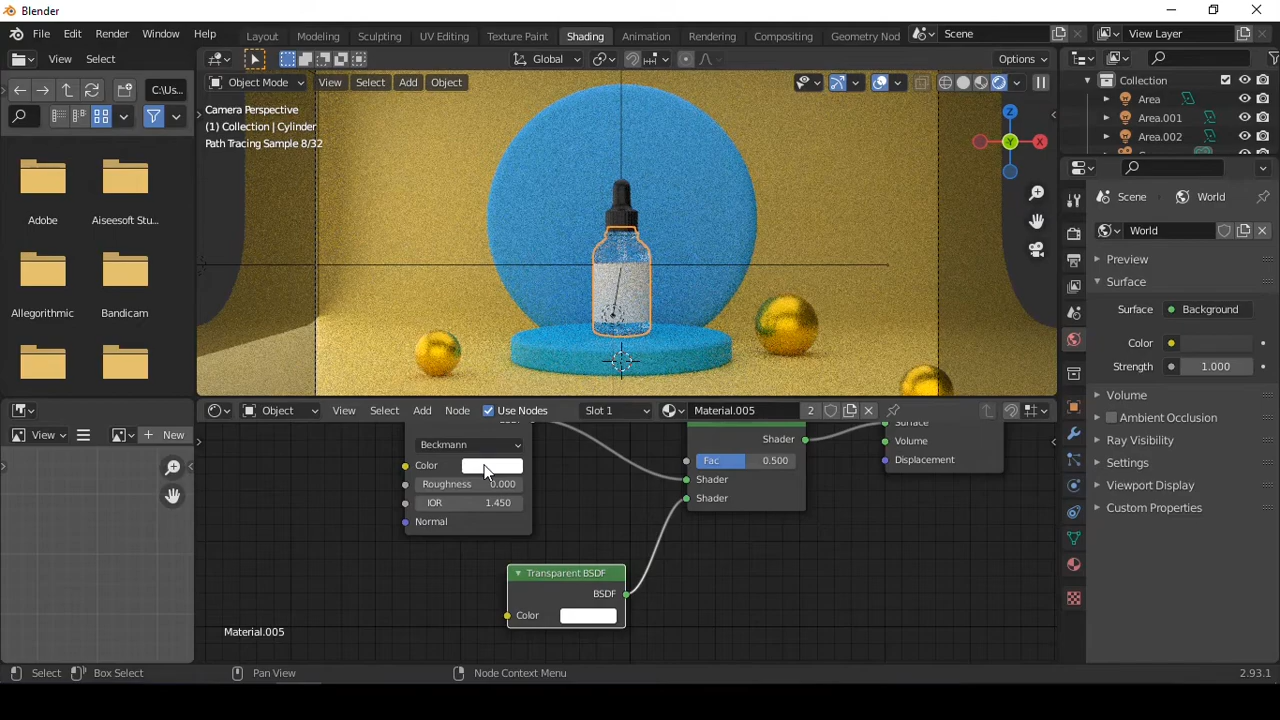 Blender
File Edit Render Window Help
Layout Modeling Sculpting UV Editing Texture Paint Shading Animation Rendering Compositing Geometry Nod
Scene
View Layer
View Select
Global
Options
Object Mode View Select Add Object
Camera Perspective
(1) Collection | Cylinder
Path Tracing Sample 8/32
X
Y
Z
C:\Us...
Adobe
Aiseesoft Stu...
Allegorithmic
Bandicam
Collection
Area
Area.001
Area.002
Scene
World
World
Preview
Surface
Surface Background
Color
Strength 1.000
Volume
Ambient Occlusion
Ray Visibility
Settings
Viewport Display
Custom Properties
View
New
Object View Select Add Node Use Nodes Slot 1 Material.005 2
Beckmann
Color
Roughness 0.000
IOR 1.450
Normal
Shader
Fac 0.500
Shader
Shader
Surface
Volume
Displacement
Transparent BSDF
BSDF
Color
Material.005
Select Box Select Pan View Node Context Menu 2.93.1